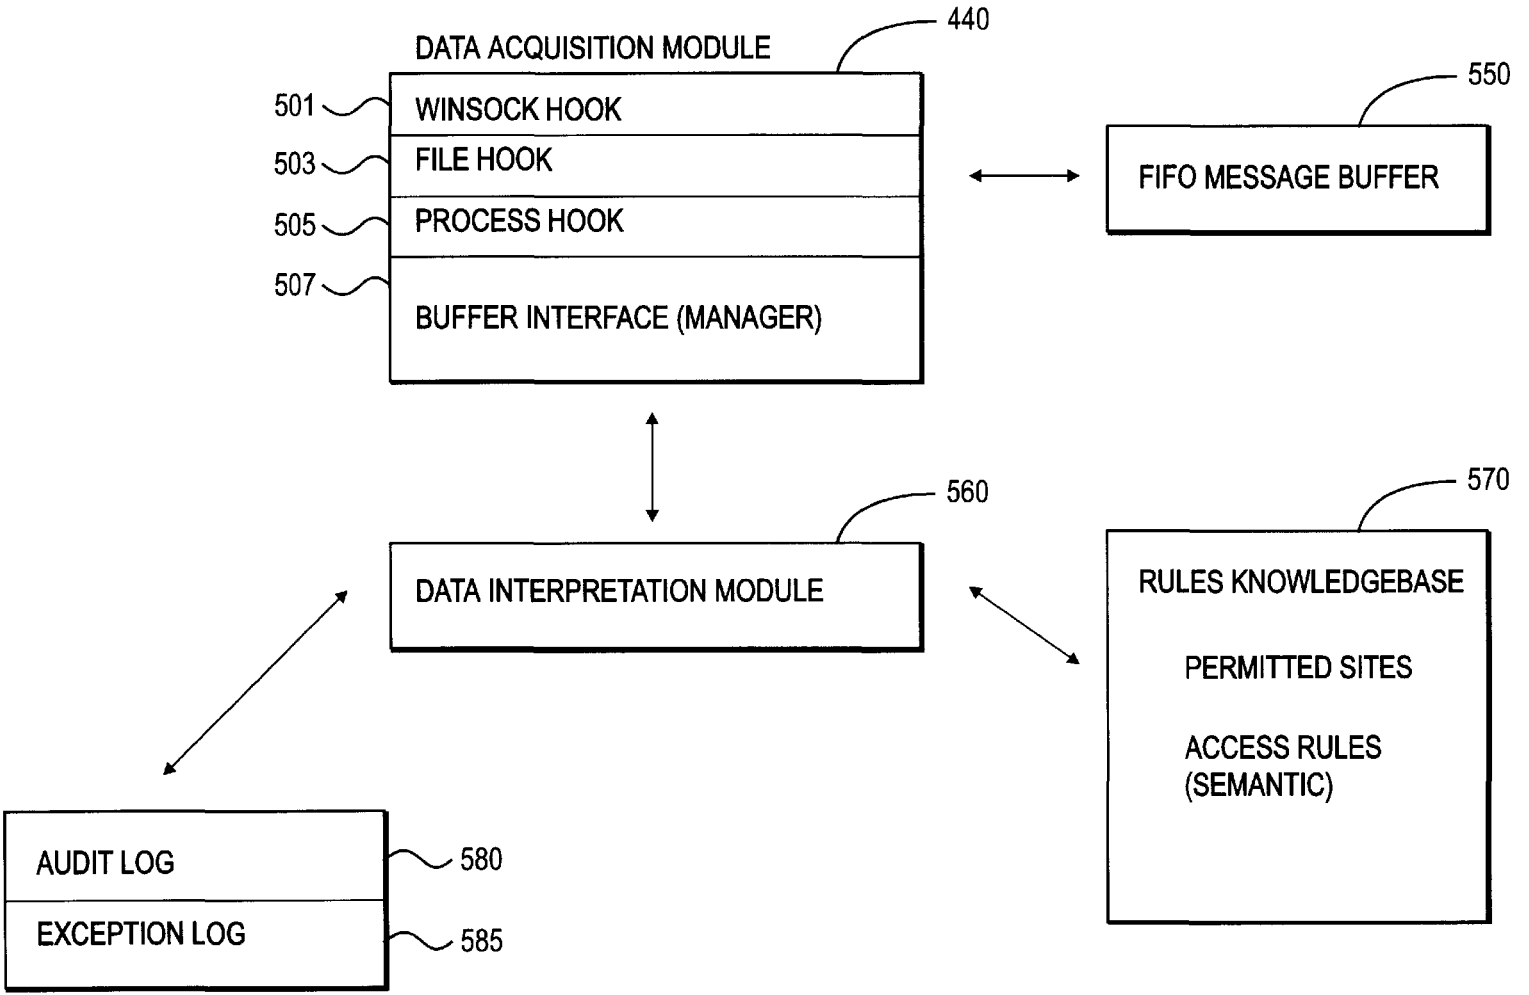 440
DATA ACQUISITION MODULE
550
501
WINSOCK HOOK
503
FILE HOOK
FIFO MESSAGE BUFFER
505
PROCESS HOOK
507
BUFFER INTERFACE (MANAGER)
560
570
DATA INTERPRETATION MODULE
RULES KNOWLEDGEBASE
PERMITTED SITES
ACCESS RULES
(SEMANTIC)
AUDIT LOG
580
EXCEPTION LOG
585